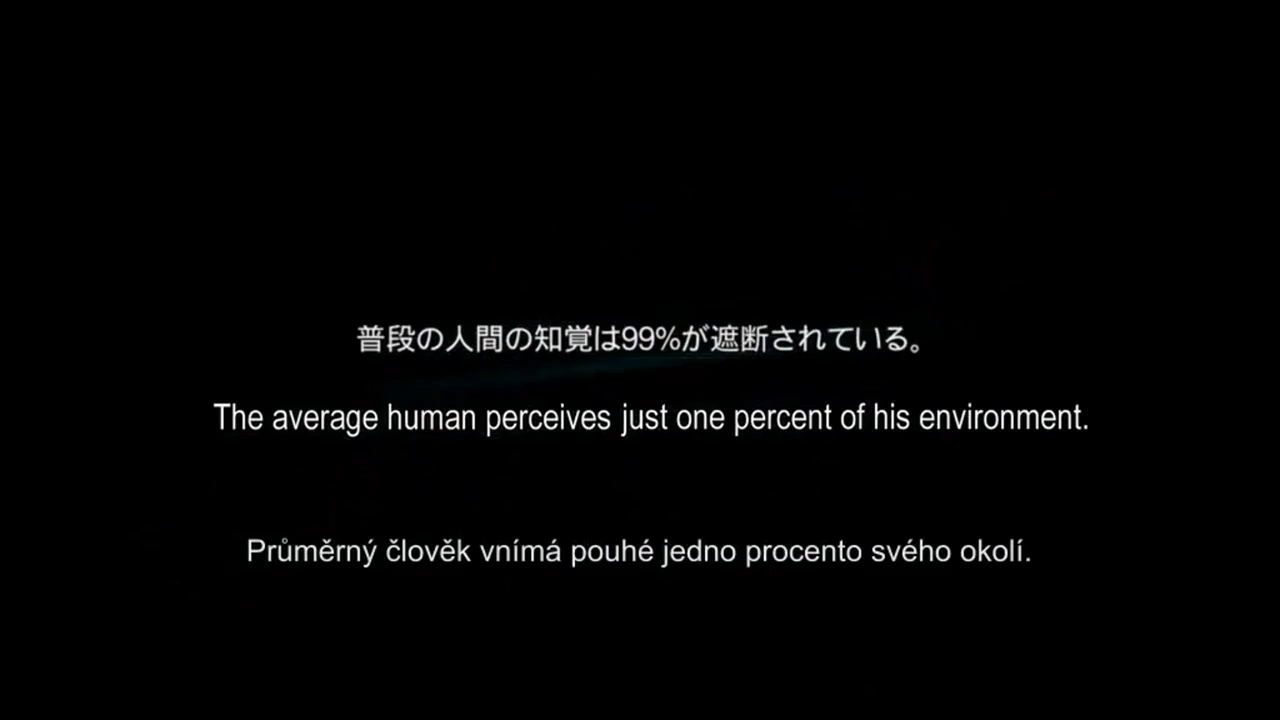 普段の人間の知覚は99%が遮断されている。
The average human perceives just one percent of his environment.
Průměrný člověk vnímá pouhé jedno procento svého okolí.